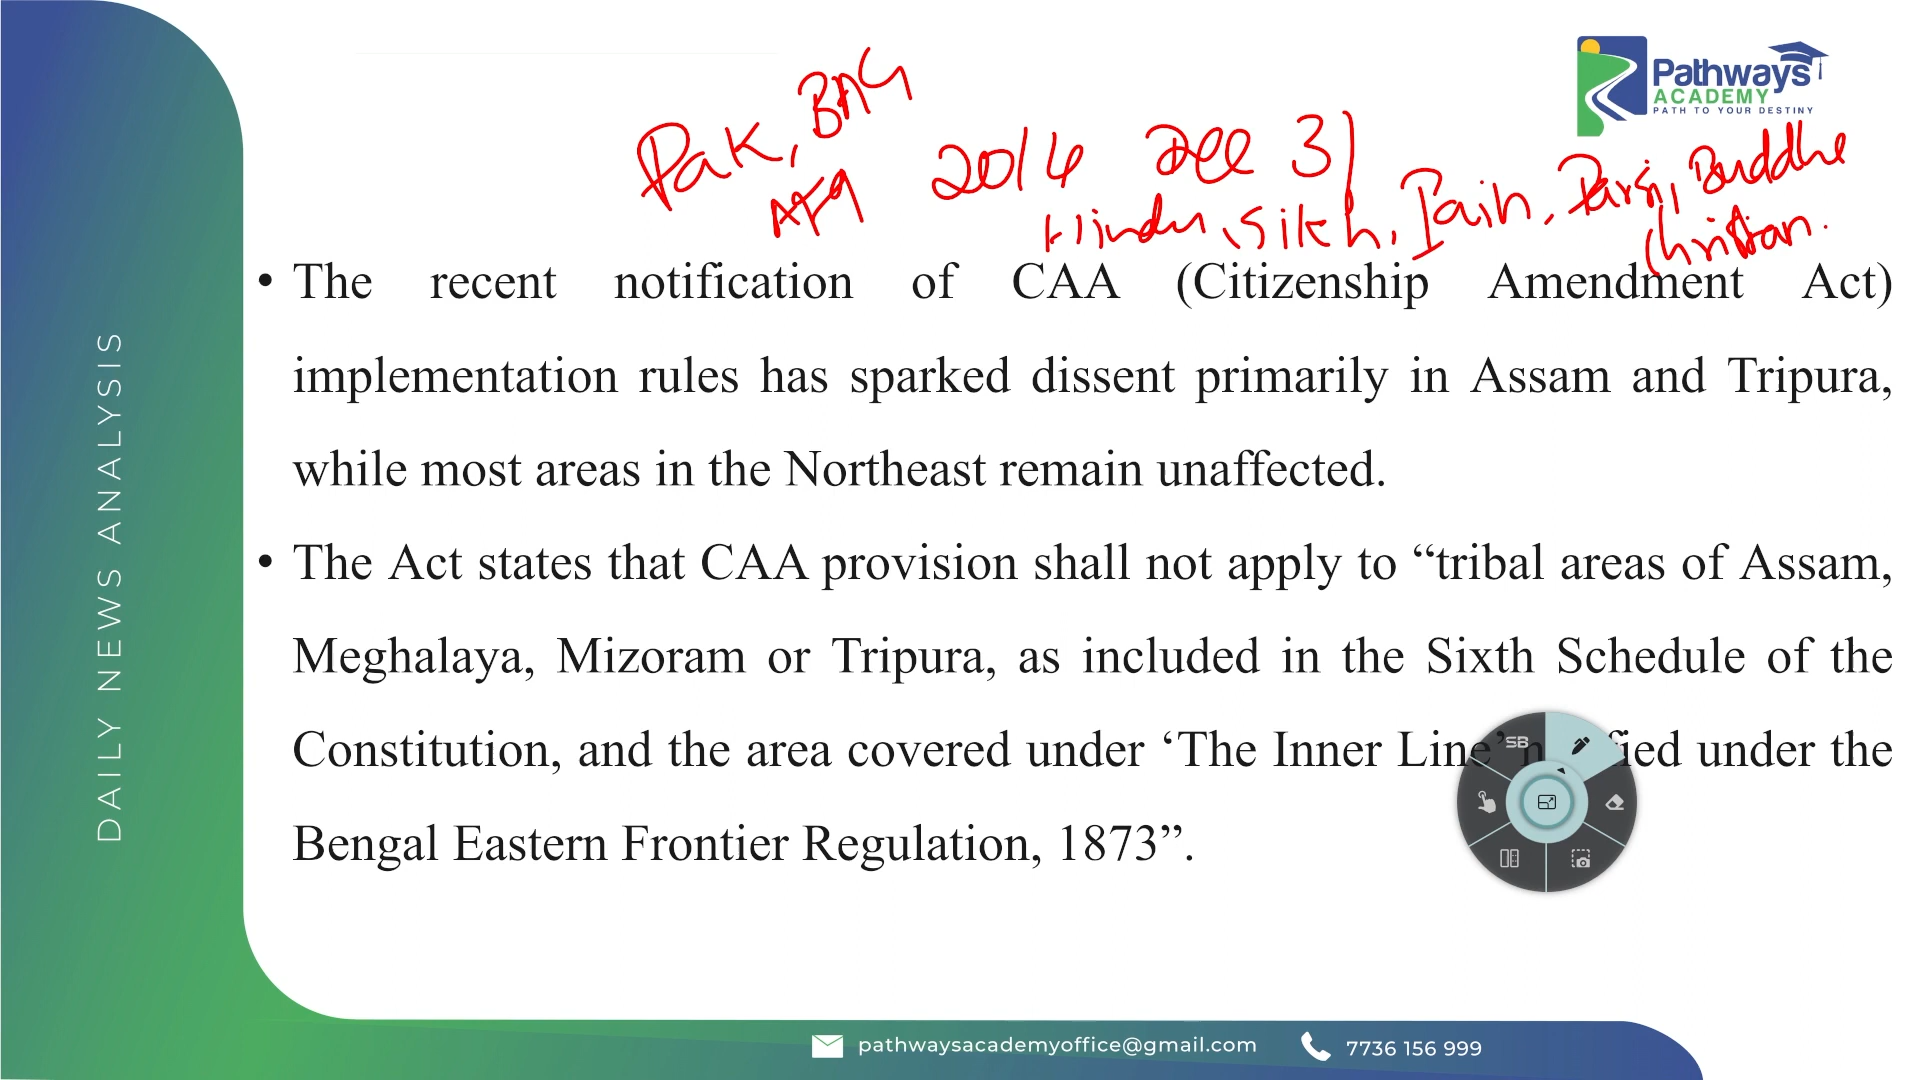 Pathways
ACADEMY
PATH TO YOUR DESTINY
Pak, BAG
AFG
2014 Dec 31
Hindu, Sikh, Jain, Parsi, Buddhe
Christian.
• The recent notification of CAA (Citizenship Amendment Act)
implementation rules has sparked dissent primarily in Assam and Tripura,
while most areas in the Northeast remain unaffected.
• The Act states that CAA provision shall not apply to “tribal areas of Assam,
Meghalaya, Mizoram or Tripura, as included in the Sixth Schedule of the
Constitution, and the area covered under ‘The Inner Line’ n fied under the
Bengal Eastern Frontier Regulation, 1873”.
SB
DAILY NEWS ANALYSIS
pathwaysacademyoffice@gmail.com 7736 156 999